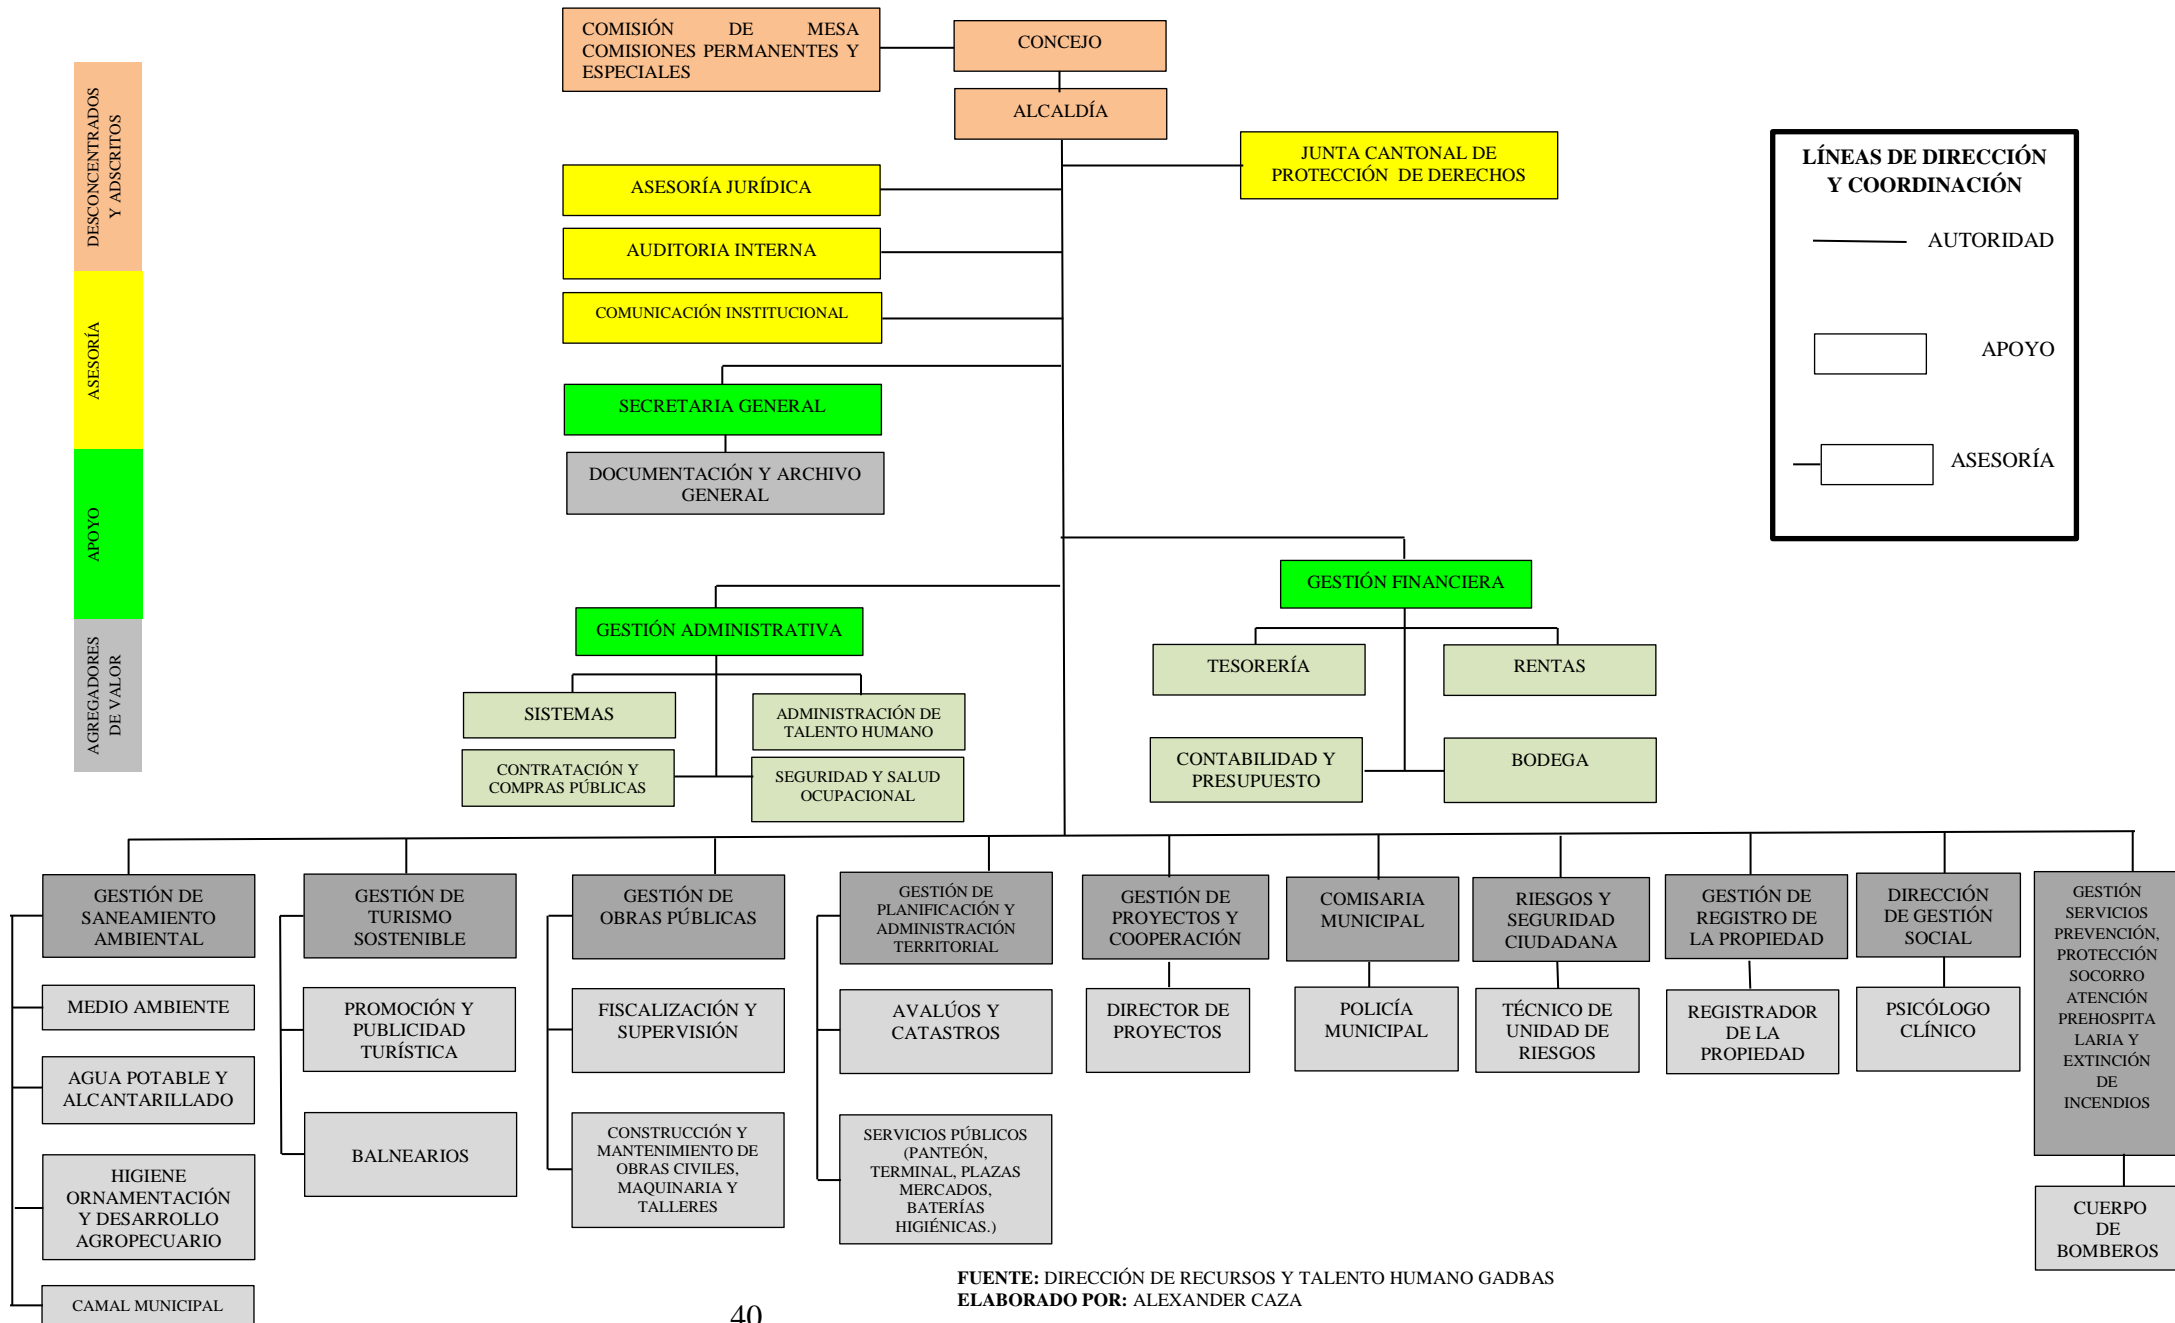 COMISIÓN DE MESA
COMISIONES PERMANENTES Y
ESPECIALES
CONCEJO
ALCALDÍA
DESCONCENTRADOS
Y ADSCRITOS
ASESORÍA
APOYO
AGREGADORES
DE VALOR
JUNTA CANTONAL DE
PROTECCIÓN DE DERECHOS
LÍNEAS DE DIRECCIÓN
Y COORDINACIÓN
AUTORIDAD
APOYO
ASESORÍA
ASESORÍA JURÍDICA
AUDITORIA INTERNA
COMUNICACIÓN INSTITUCIONAL
SECRETARIA GENERAL
DOCUMENTACIÓN Y ARCHIVO
GENERAL
GESTIÓN FINANCIERA
GESTIÓN ADMINISTRATIVA
TESORERÍA
RENTAS
SISTEMAS
ADMINISTRACIÓN DE
TALENTO HUMANO
CONTABILIDAD Y
PRESUPUESTO
BODEGA
CONTRATACIÓN Y
COMPRAS PÚBLICAS
SEGURIDAD Y SALUD
OCUPACIONAL
GESTIÓN DE
SANEAMIENTO
AMBIENTAL
GESTIÓN DE
TURISMO
SOSTENIBLE
GESTIÓN DE
OBRAS PÚBLICAS
GESTIÓN DE
PLANIFICACIÓN Y
ADMINISTRACIÓN
TERRITORIAL
GESTIÓN DE
PROYECTOS Y
COOPERACIÓN
COMISARIA
MUNICIPAL
RIESGOS Y
SEGURIDAD
CIUDADANA
GESTIÓN DE
REGISTRO DE
LA PROPIEDAD
DIRECCIÓN
DE GESTIÓN
SOCIAL
GESTIÓN
SERVICIOS
PREVENCIÓN,
PROTECCIÓN
SOCORRO
ATENCIÓN
PREHOSPITA
LARIA Y
EXTINCIÓN
DE
INCENDIOS
MEDIO AMBIENTE
PROMOCIÓN Y
PUBLICIDAD
TURÍSTICA
FISCALIZACIÓN Y
SUPERVISIÓN
AVALÚOS Y
CATASTROS
DIRECTOR DE
PROYECTOS
POLICÍA
MUNICIPAL
TÉCNICO DE
UNIDAD DE
RIESGOS
REGISTRADOR
DE LA
PROPIEDAD
PSICÓLOGO
CLÍNICO
AGUA POTABLE Y
ALCANTARILLADO
BALNEARIOS
CONSTRUCCIÓN Y
MANTENIMIENTO DE
OBRAS CIVILES,
MAQUINARIA Y
TALLERES
SERVICIOS PÚBLICOS
(PANTEÓN,
TERMINAL, PLAZAS
MERCADOS,
BATERÍAS
HIGIÉNICAS.)
HIGIENE
ORNAMENTACIÓN
Y DESARROLLO
AGROPECUARIO
CUERPO
DE
BOMBEROS
CAMAL MUNICIPAL
FUENTE: DIRECCIÓN DE RECURSOS Y TALENTO HUMANO GADBAS
ELABORADO POR: ALEXANDER CAZA
40